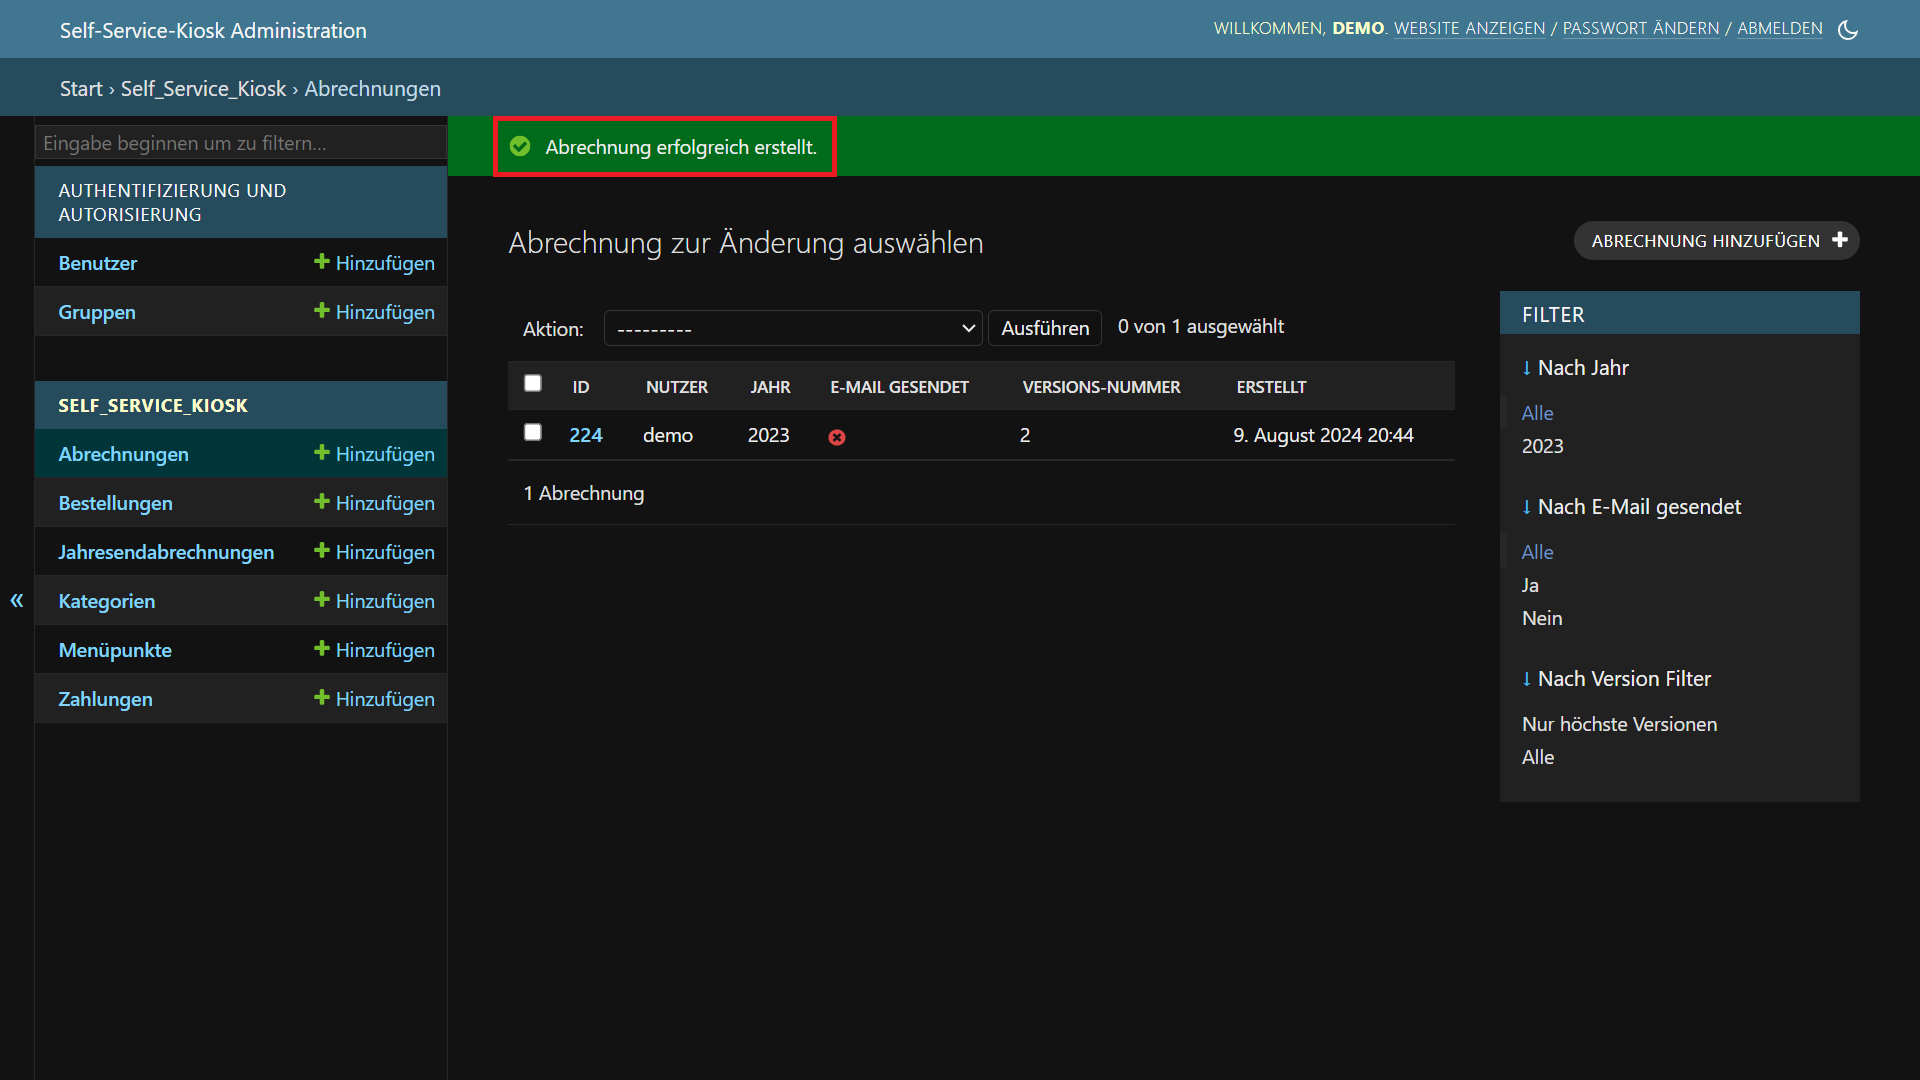 Self-Service-Kiosk Administration
WILLKOMMEN, DEMO. WEBSITE ANZEIGEN / PASSWORT ÄNDERN / ABMELDEN
Start › Self_Service_Kiosk › Abrechnungen
Eingabe beginnen um zu filtern...
AUTHENTIFIZIERUNG UND
AUTORISIERUNG
Benutzer Hinzufügen
Gruppen Hinzufügen
SELF_SERVICE_KIOSK
Abrechnungen Hinzufügen
Bestellungen Hinzufügen
Jahresendabrechnungen Hinzufügen
Kategorien Hinzufügen
Menüpunkte Hinzufügen
Zahlungen Hinzufügen
«
Abrechnung erfolgreich erstellt.
Abrechnung zur Änderung auswählen
ABRECHNUNG HINZUFÜGEN
Aktion: --------- Ausführen 0 von 1 ausgewählt
ID NUTZER JAHR E-MAIL GESENDET VERSIONS-NUMMER ERSTELLT
224 demo 2023 2 9. August 2024 20:44
1 Abrechnung
FILTER
↓ Nach Jahr
Alle
2023
↓ Nach E-Mail gesendet
Alle
Ja
Nein
↓ Nach Version Filter
Nur höchste Versionen
Alle